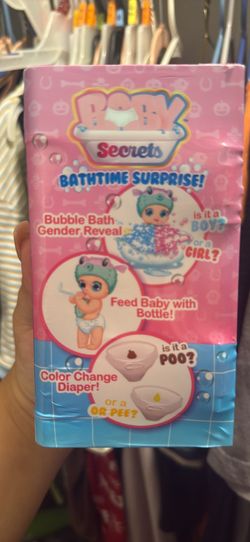 BABY
Secrets
BATHTIME SURPRISE!
Bubble Bath
Gender Reveal
is it a
BOY?
or a
GIRL?
Feed Baby with
Bottle!
Color Change
Diaper!
is it a
POO?
or a
OR PEE?